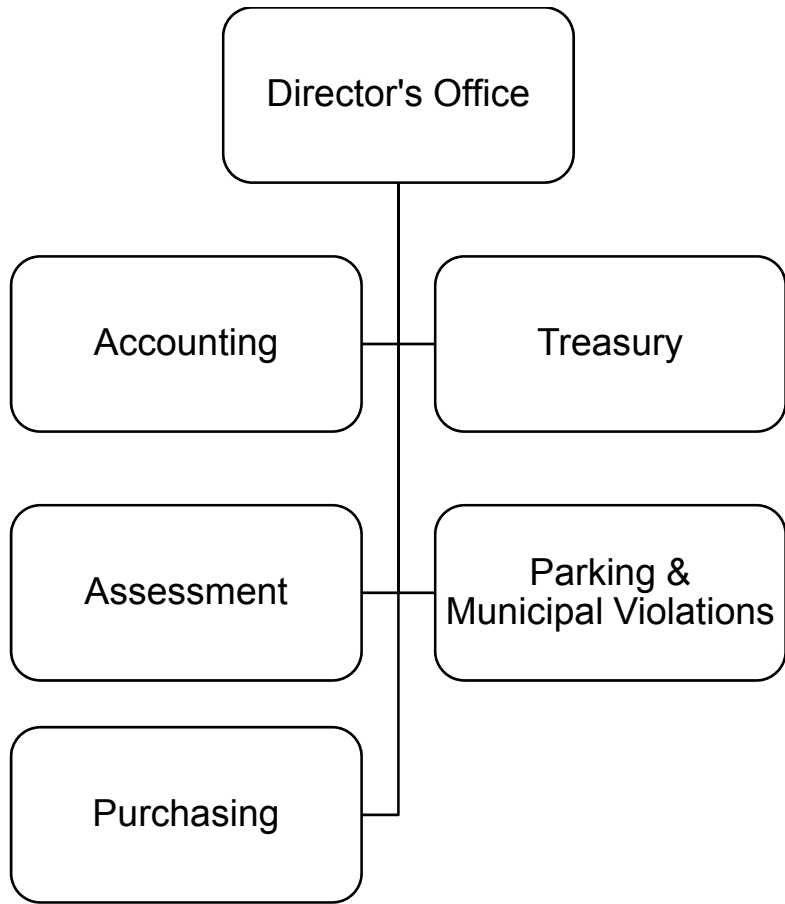 Director's Office
Accounting
Treasury
Assessment
Parking &
Municipal Violations
Purchasing